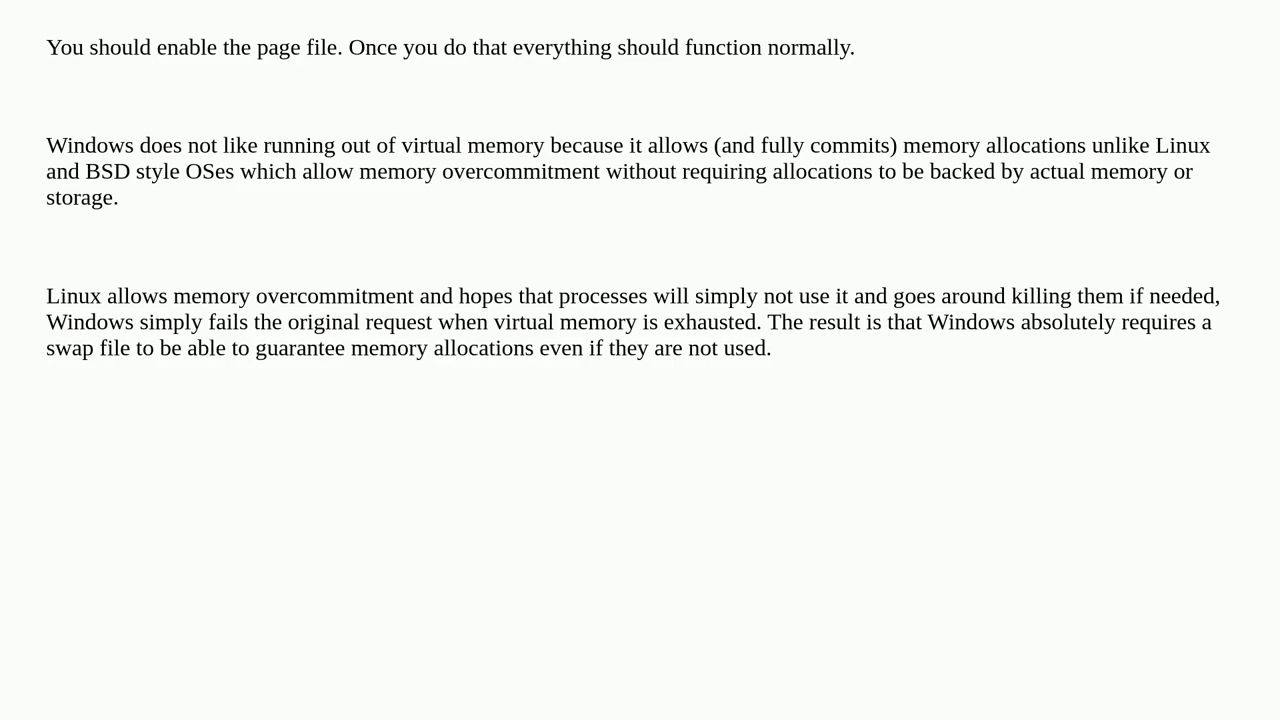 You should enable the page file. Once you do that everything should function normally.
Windows does not like running out of virtual memory because it allows (and fully commits) memory allocations unlike Linux
and BSD style OSes which allow memory overcommitment without requiring allocations to be backed by actual memory or
storage.
Linux allows memory overcommitment and hopes that processes will simply not use it and goes around killing them if needed,
Windows simply fails the original request when virtual memory is exhausted. The result is that Windows absolutely requires a
swap file to be able to guarantee memory allocations even if they are not used.